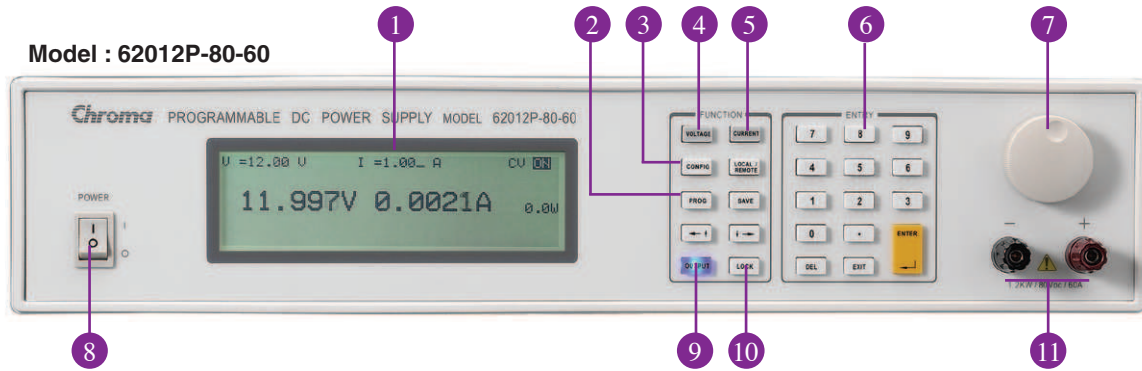 1 2 3 4 5 6 7
Model : 62012P-80-60
Chroma PROGRAMMABLE DC POWER SUPPLY MODEL 62012P-80-60
FUNCTION ENTRY
V =12.00 V I =1.00_ A CV ON
11.997V 0.0021A 0.0W
POWER
I
O
I
O
VOLTAGE CURRENT 7 8 9
CONFIG LOCAL / REMOTE 4 5 6
PROG SAVE 1 2 3
0 . ENTER
OUTPUT LOCK DEL EXIT
- +
1.2KW / 80Vdc / 60A
8 9 10 11